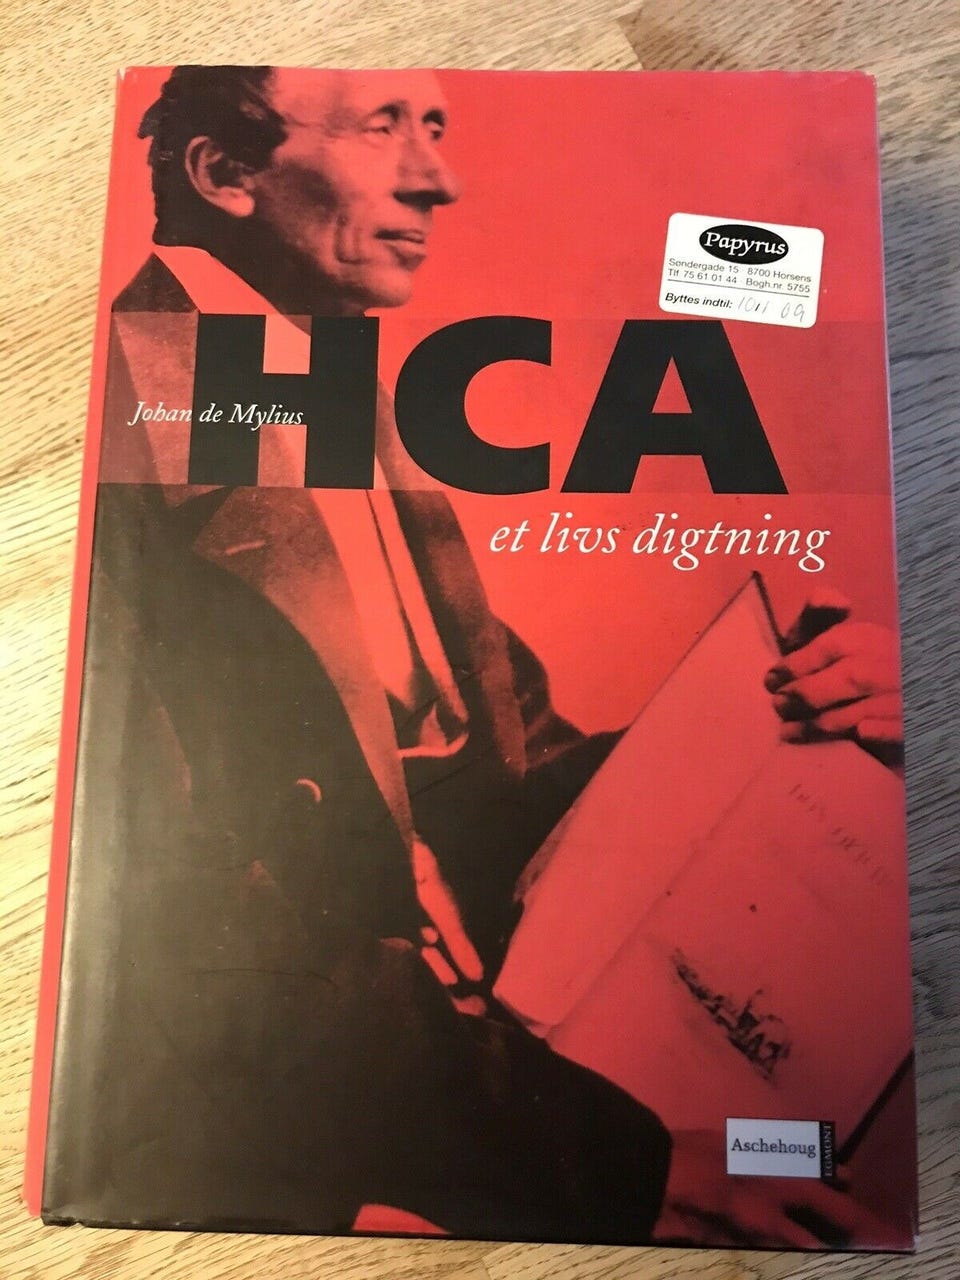 Papyrus
Søndergade 15 8700 Horsens
Tlf. 75 61 01 44 Bogh.nr. 5755
Byttes indtil: 10/1 09
HCA
Johan de Mylius
et livs digtning
Aschehoug
EGMONT